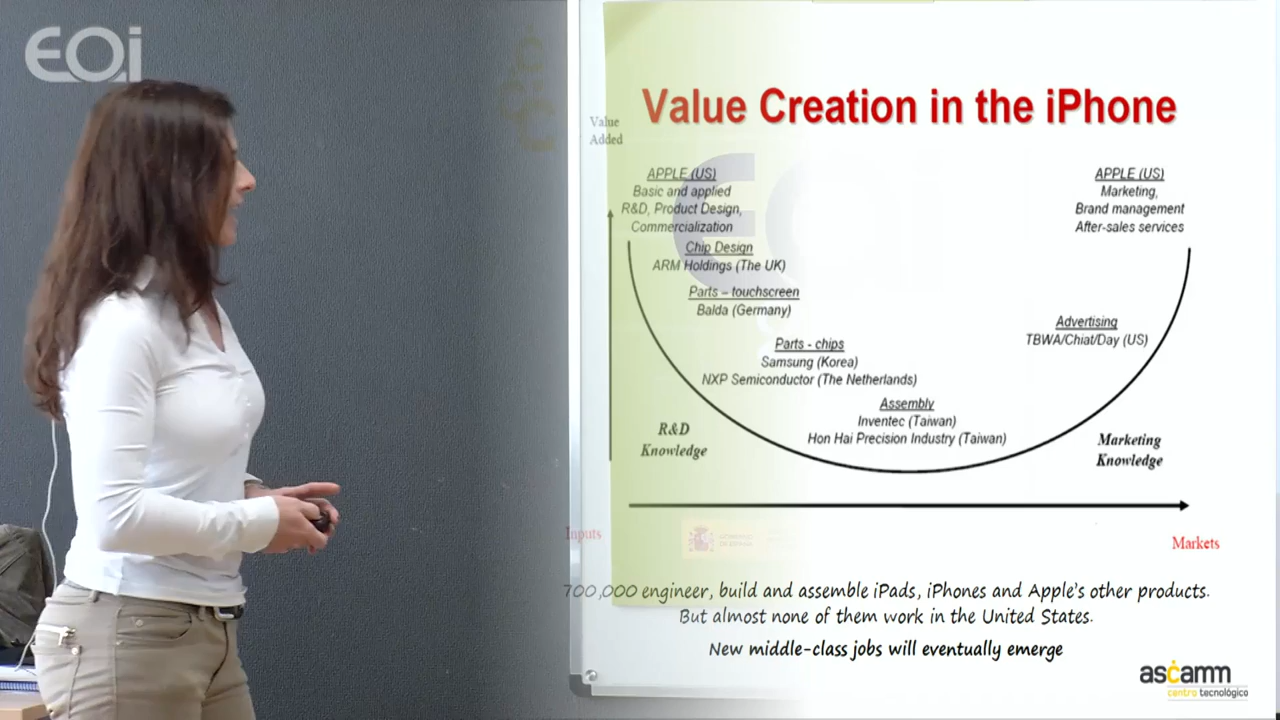 EOi
Value Creation in the iPhone
Value
Added
APPLE (US)
Basic and applied
R&D, Product Design,
Commercialization
Chip Design
ARM Holdings (The UK)
Parts – touchscreen
Balda (Germany)
Parts - chips
Samsung (Korea)
NXP Semiconductor (The Netherlands)
Assembly
Inventec (Taiwan)
Hon Hai Precision Industry (Taiwan)
APPLE (US)
Marketing,
Brand management
After-sales services
Advertising
TBWA/Chiat/Day (US)
R&D
Knowledge
Marketing
Knowledge
Inputs
Markets
EOi
GOBIERNO
DE ESPAÑA
700,000 engineer, build and assemble iPads, iPhones and Apple's other products.
But almost none of them work in the United States.
New middle-class jobs will eventually emerge
ascamm
centro tecnológico